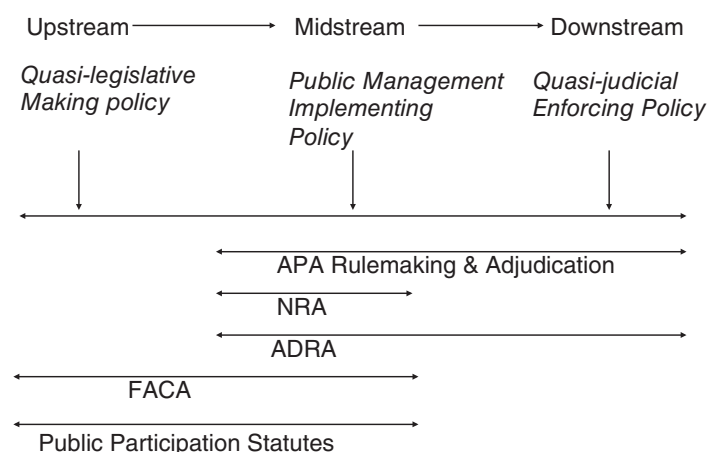 Upstream Midstream Downstream
Quasi-legislative
Making policy
Public Management
Implementing
Policy
Quasi-judicial
Enforcing Policy
APA Rulemaking & Adjudication
NRA
ADRA
FACA
Public Participation Statutes